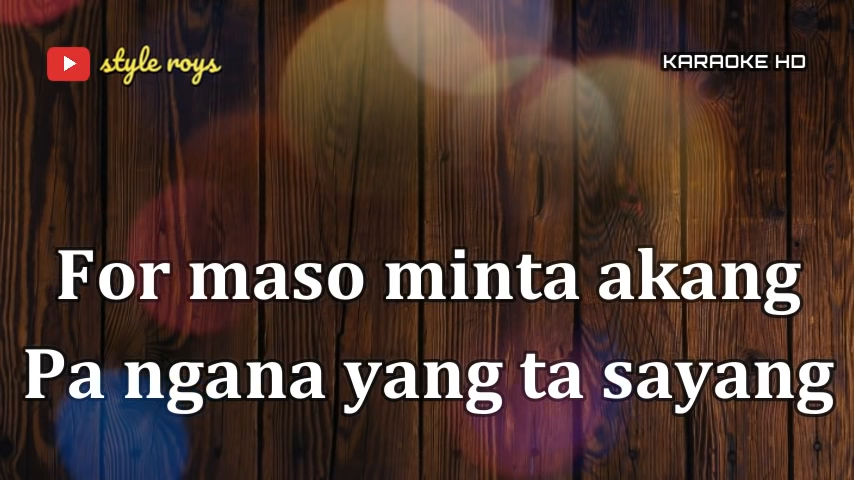 style roys
KARAOKE HD
For maso minta akang
Pa ngana yang ta sayang